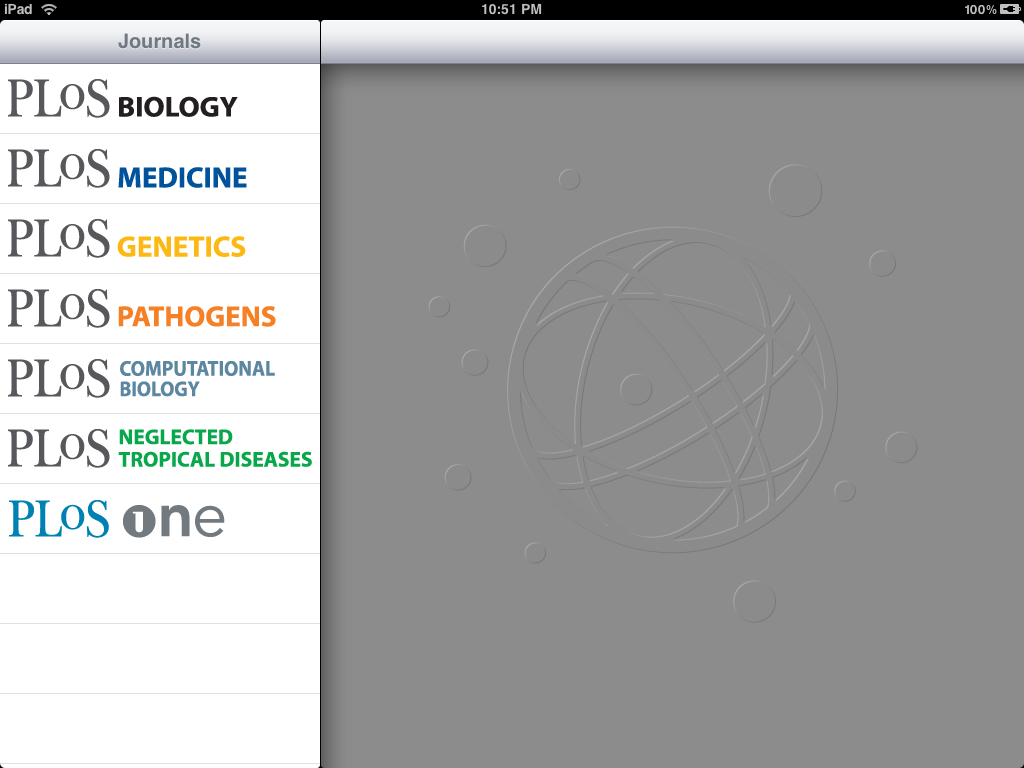 iPad 10:51 PM 100%
Journals
PLoS BIOLOGY
PLoS MEDICINE
PLoS GENETICS
PLoS PATHOGENS
PLoS COMPUTATIONAL
BIOLOGY
PLoS NEGLECTED
TROPICAL DISEASES
PLoS one